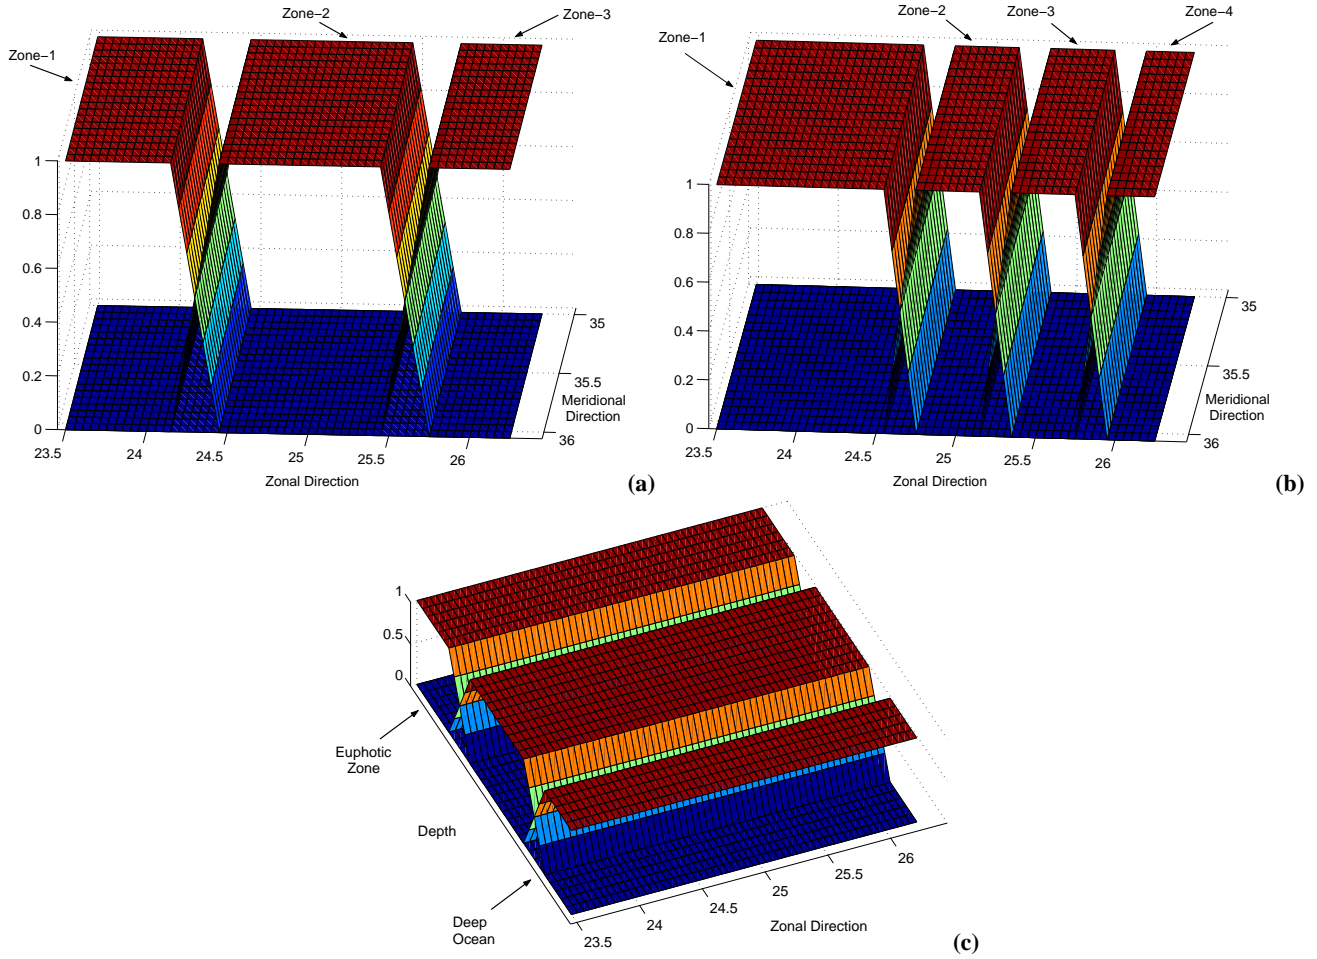 Zone-1
Zone-2
Zone-3
1
0.8
0.6
0.4
0.2
0
23.5
24
24.5
25
25.5
26
35
35.5
36
Meridional
Direction
Zonal Direction
(a)
Zone-1
Zone-2
Zone-3
Zone-4
1
0.8
0.6
0.4
0.2
0
23.5
24
24.5
25
25.5
26
35
35.5
36
Meridional
Direction
Zonal Direction
(b)
1
0.5
0
Euphotic
Zone
Depth
Deep
Ocean
23.5
24
24.5
25
25.5
26
Zonal Direction
(c)